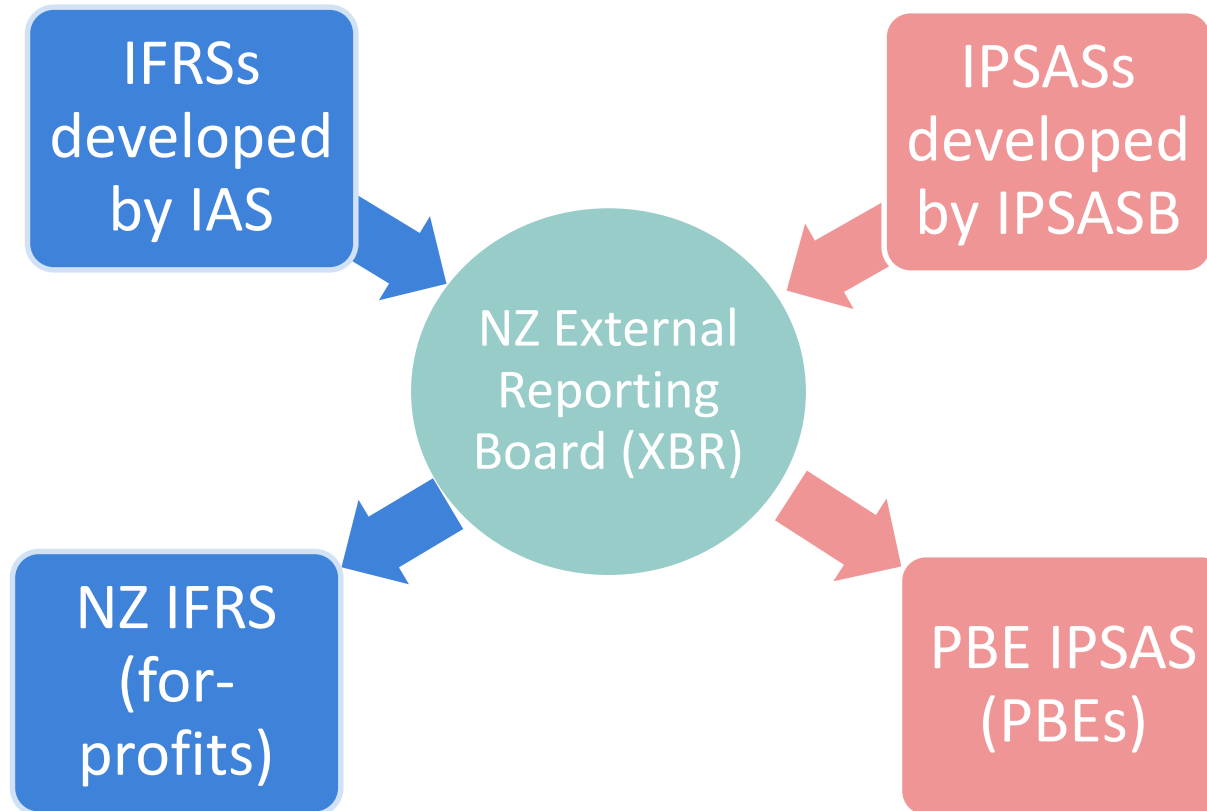 IFRSs
developed
by IAS
IPSASs
developed
by IPSASB
NZ External
Reporting
Board (XBR)
NZ IFRS
(for-
profits)
PBE IPSAS
(PBEs)